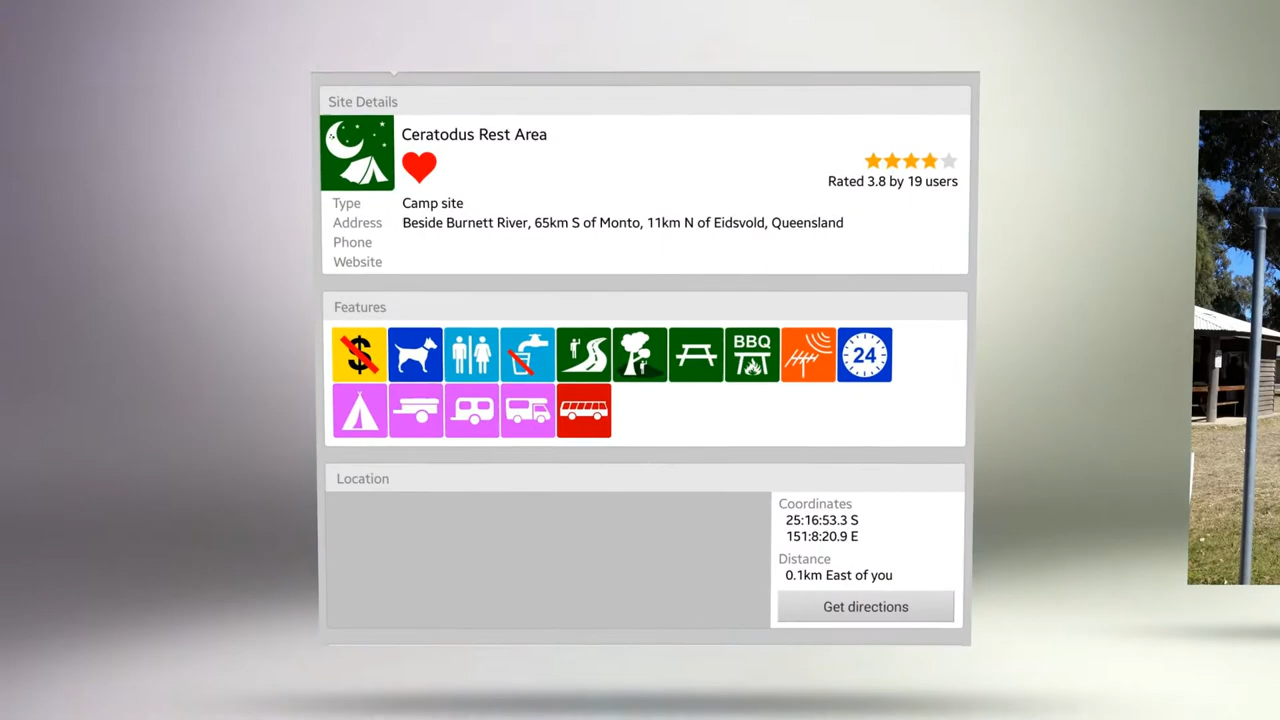 Site Details
Ceratodus Rest Area
Rated 3.8 by 19 users
Type Camp site
Address Beside Burnett River, 65km S of Monto, 11km N of Eidsvold, Queensland
Phone
Website
Features
$
BBQ
24
Location
Coordinates
25:16:53.3 S
151:8:20.9 E
Distance
0.1km East of you
Get directions